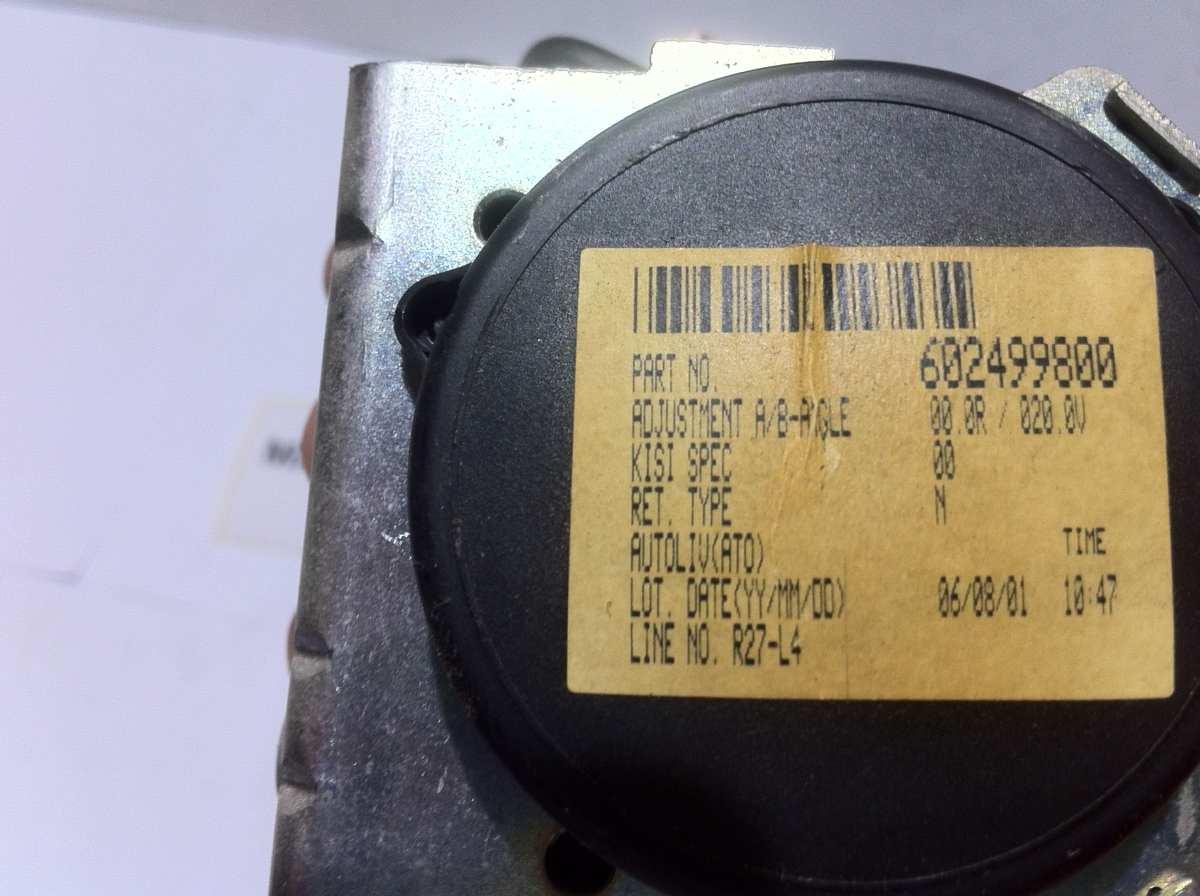 PART NO. 602499800
ADJUSTMENT A/B-ANGLE 00.0R / 020.0V
KISI SPEC 00
RET. TYPE N
AUTOLIV(ATO) TIME
LOT. DATE(YY/MM/DD) 06/08/01 10:47
LINE NO. R27-L4